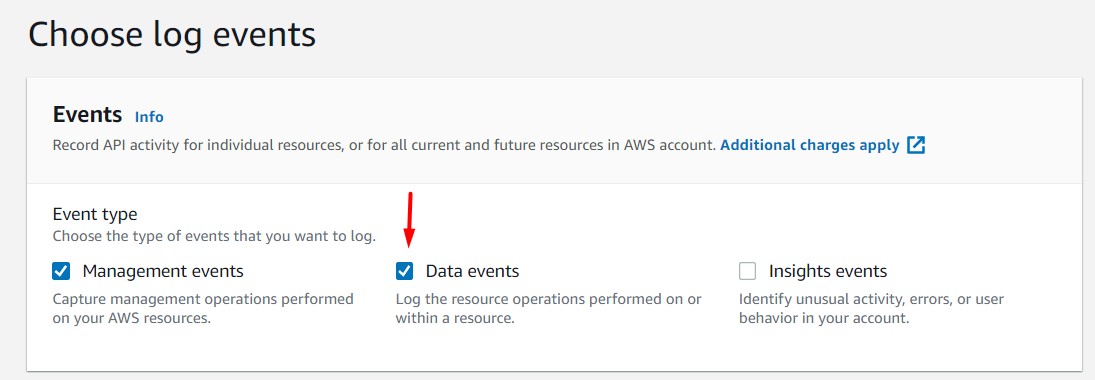 Choose log events
Events Info
Record API activity for individual resources, or for all current and future resources in AWS account. Additional charges apply
Event type
Choose the type of events that you want to log.
Management events
Capture management operations performed
on your AWS resources.
Data events
Log the resource operations performed on or
within a resource.
Insights events
Identify unusual activity, errors, or user
behavior in your account.